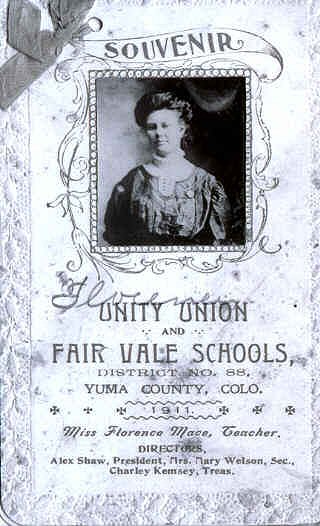 SOUVENIR
Florence
UNITY UNION
AND
FAIR VALE SCHOOLS,
DISTRICT NO. 88,
YUMA COUNTY, COLO.
1911
Miss Florence Mace, Teacher.
DIRECTORS,
Alex Shaw, President, Mrs. Mary Welson, Sec.,
Charley Kemsey, Treas.